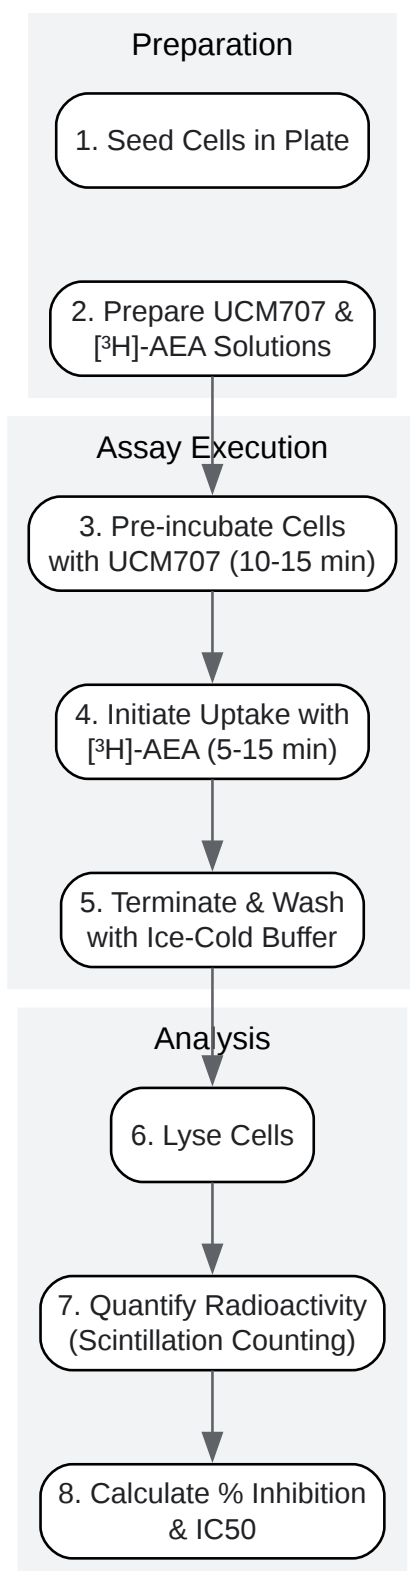 Preparation
1. Seed Cells in Plate
2. Prepare UCM707 &
[³H]-AEA Solutions
Assay Execution
3. Pre-incubate Cells
with UCM707 (10-15 min)
4. Initiate Uptake with
[³H]-AEA (5-15 min)
5. Terminate & Wash
with Ice-Cold Buffer
Analysis
6. Lyse Cells
7. Quantify Radioactivity
(Scintillation Counting)
8. Calculate % Inhibition
& IC50